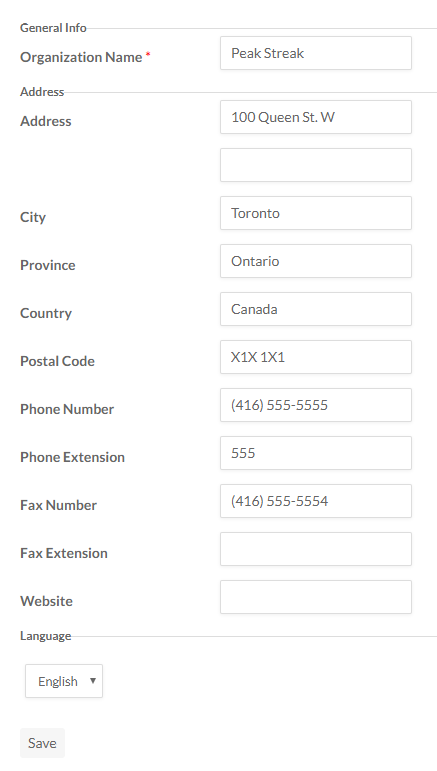 General Info
Organization Name * Peak Streak
Address
Address 100 Queen St. W
City Toronto
Province Ontario
Country Canada
Postal Code X1X 1X1
Phone Number (416) 555-5555
Phone Extension 555
Fax Number (416) 555-5554
Fax Extension
Website
Language
English
Save